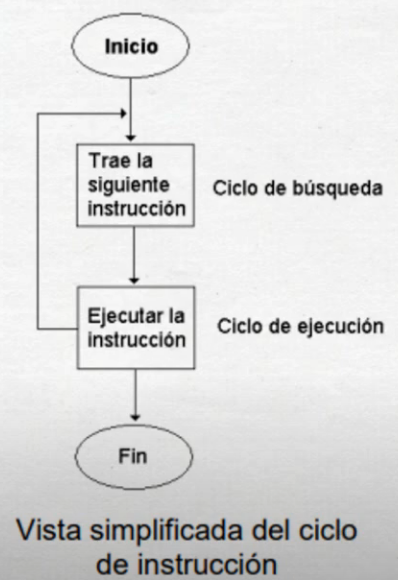 Inicio
Trae la
siguiente
instrucción
Ciclo de búsqueda
Ejecutar la
instrucción
Ciclo de ejecución
Fin
Vista simplificada del ciclo
de instrucción